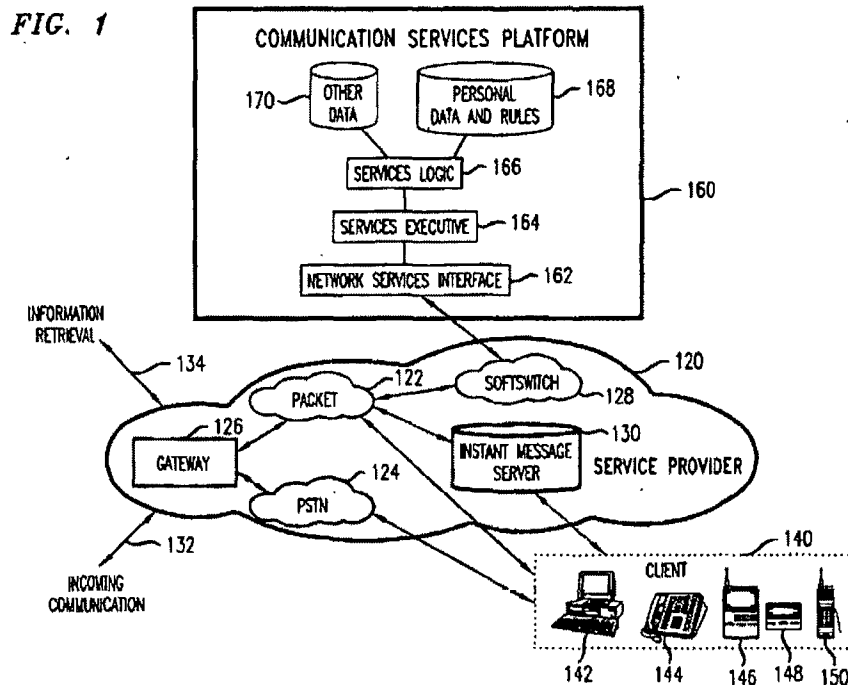 FIG. 1
COMMUNICATION SERVICES PLATFORM
170
OTHER
DATA
PERSONAL
DATA AND RULES
168
SERVICES LOGIC
166
160
SERVICES EXECUTIVE
164
NETWORK SERVICES INTERFACE
162
INFORMATION
RETRIEVAL
134
122
120
PACKET
SOFTSWITCH
128
126
130
GATEWAY
124
INSTANT MESSAGE
SERVER
SERVICE PROVIDER
PSTN
132
140
INCOMING
COMMUNICATION
CLIENT
142
144
146
148
150